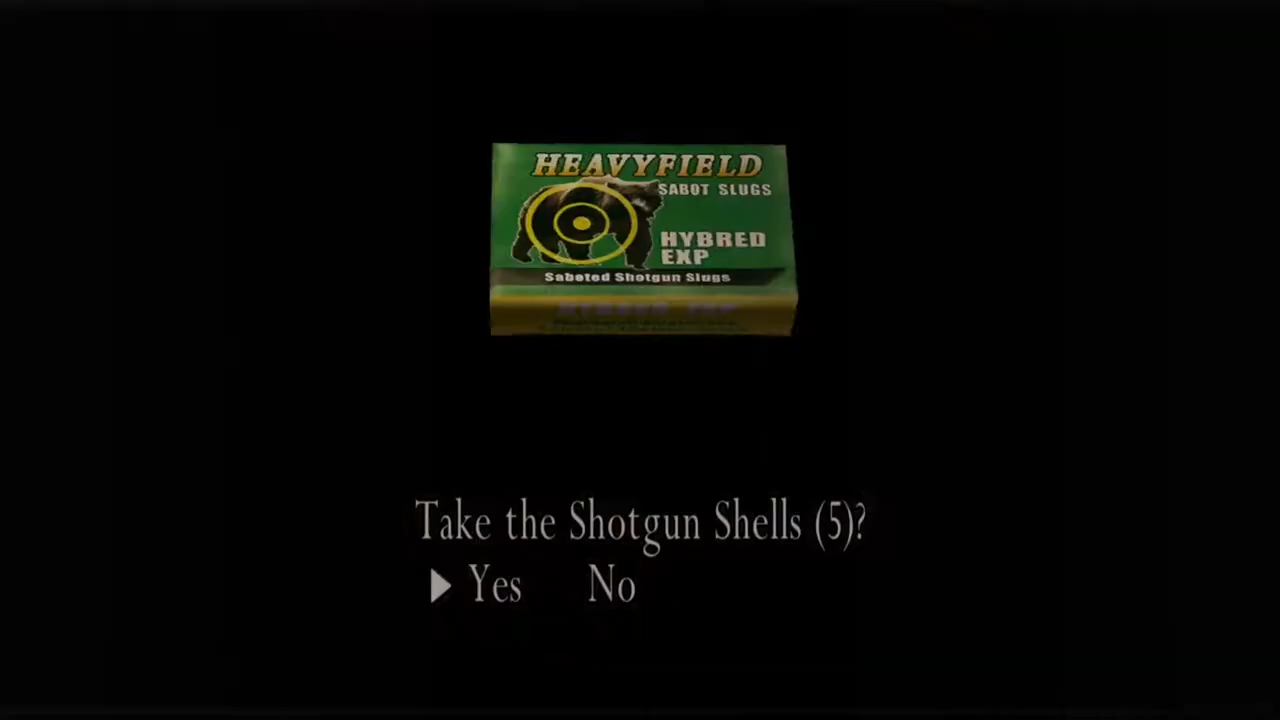 HEAVYFIELD
SABOT SLUGS
HYBRED
EXP
Saboted Shotgun Slugs
Take the Shotgun Shells (5)?
Yes No